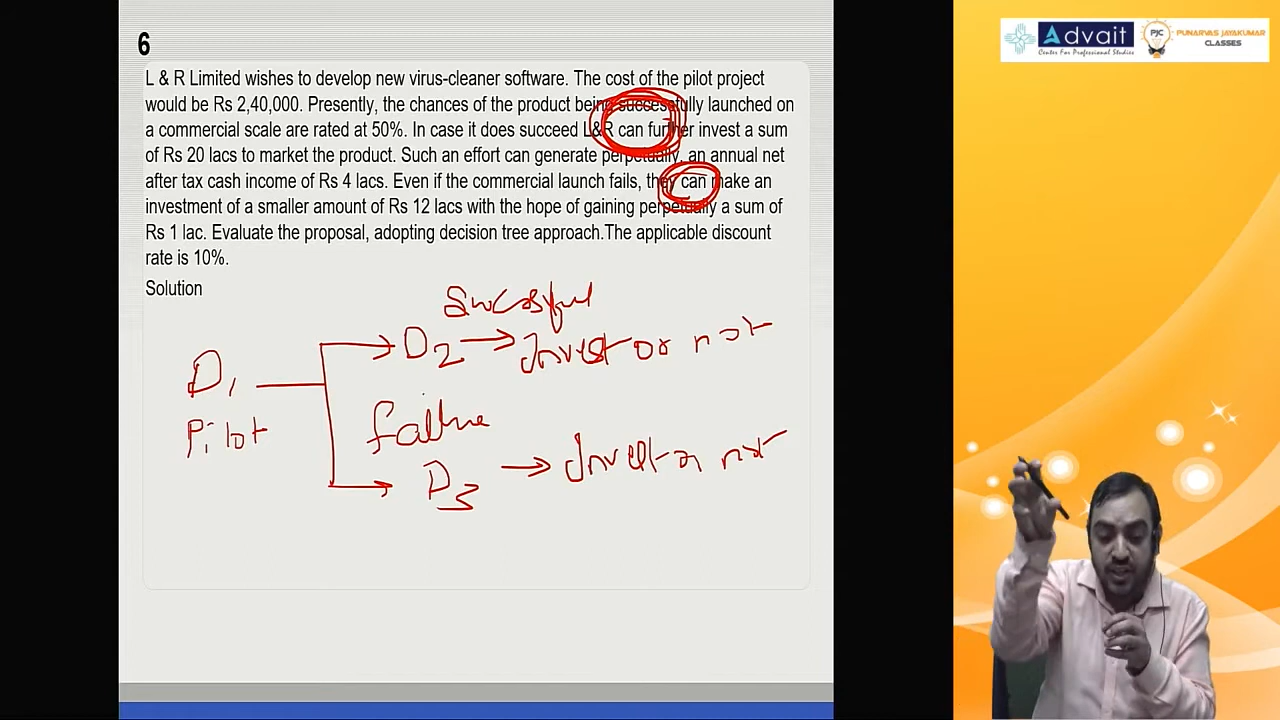 6
Advait
Center For Professional Studies
PJC
PUNARVAS JAYAKUMAR
CLASSES
L & R Limited wishes to develop new virus-cleaner software. The cost of the pilot project
would be Rs 2,40,000. Presently, the chances of the product being successfully launched on
a commercial scale are rated at 50%. In case it does succeed L&R can further invest a sum
of Rs 20 lacs to market the product. Such an effort can generate perpetually, an annual net
after tax cash income of Rs 4 lacs. Even if the commercial launch fails, they can make an
investment of a smaller amount of Rs 12 lacs with the hope of gaining perpetually a sum of
Rs 1 lac. Evaluate the proposal, adopting decision tree approach.The applicable discount
rate is 10%.
Solution
D2 → Invest or not
D1
Pilot
failure
D3 → Invest or not